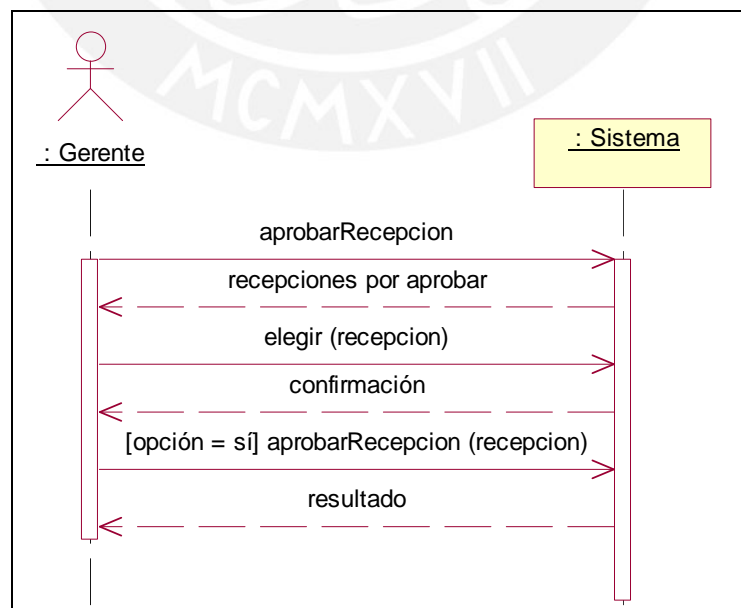 MCMXVII
: Gerente
: Sistema
aprobarRecepcion
recepciones por aprobar
elegir (recepcion)
confirmación
[opción = sí] aprobarRecepcion (recepcion)
resultado